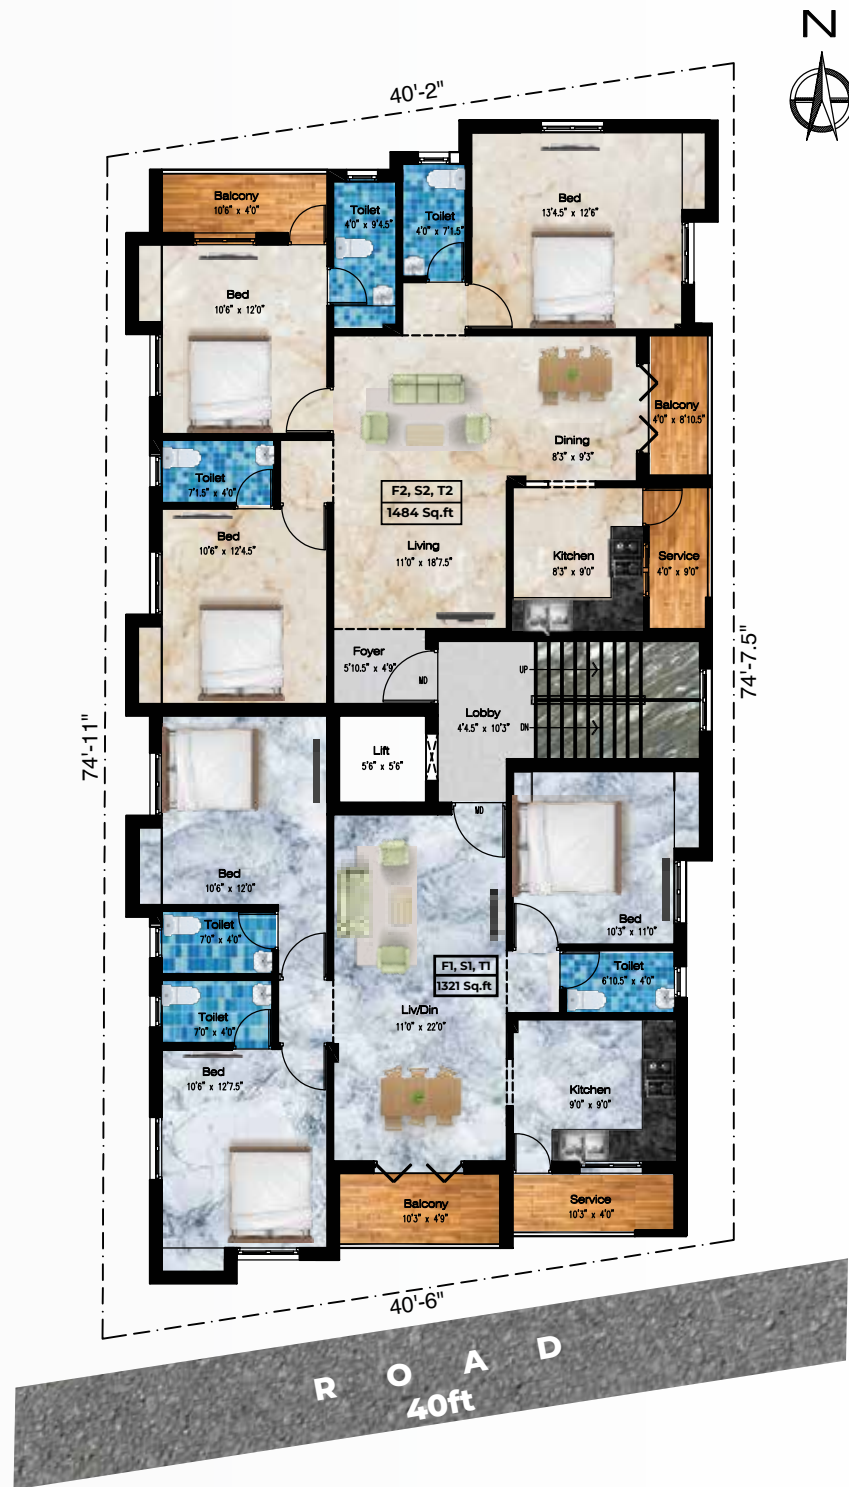 N
40'-2"
Balcony
10'6" x 4'0"
Toilet
4'0" x 9'4.5"
Toilet
4'0" x 7'1.5"
Bed
13'4.5" x 12'6"
Bed
10'6" x 12'0"
Balcony
4'0" x 8'10.5"
Dining
8'3" x 9'3"
Toilet
7'1.5" x 4'0"
F2, S2, T2
1484 Sq.ft
Bed
10'6" x 12'4.5"
Living
11'0" x 18'7.5"
Kitchen
8'3" x 9'0"
Service
4'0" x 9'0"
Foyer
5'10.5" x 4'9"
MD
UP
Lobby
4'4.5" x 10'3"
DN
74'-7.5"
74'-11"
Lift
5'6" x 5'6"
MD
Bed
10'6" x 12'0"
Bed
10'3" x 11'0"
Toilet
7'0" x 4'0"
F1, S1, T1
1321 Sq.ft
Toilet
6'10.5" x 4'0"
Toilet
7'0" x 4'0"
Liv/Din
11'0" x 22'0"
Bed
10'6" x 12'7.5"
Kitchen
9'0" x 9'0"
Balcony
10'3" x 4'9"
Service
10'3" x 4'0"
40'-6"
ROAD
40ft